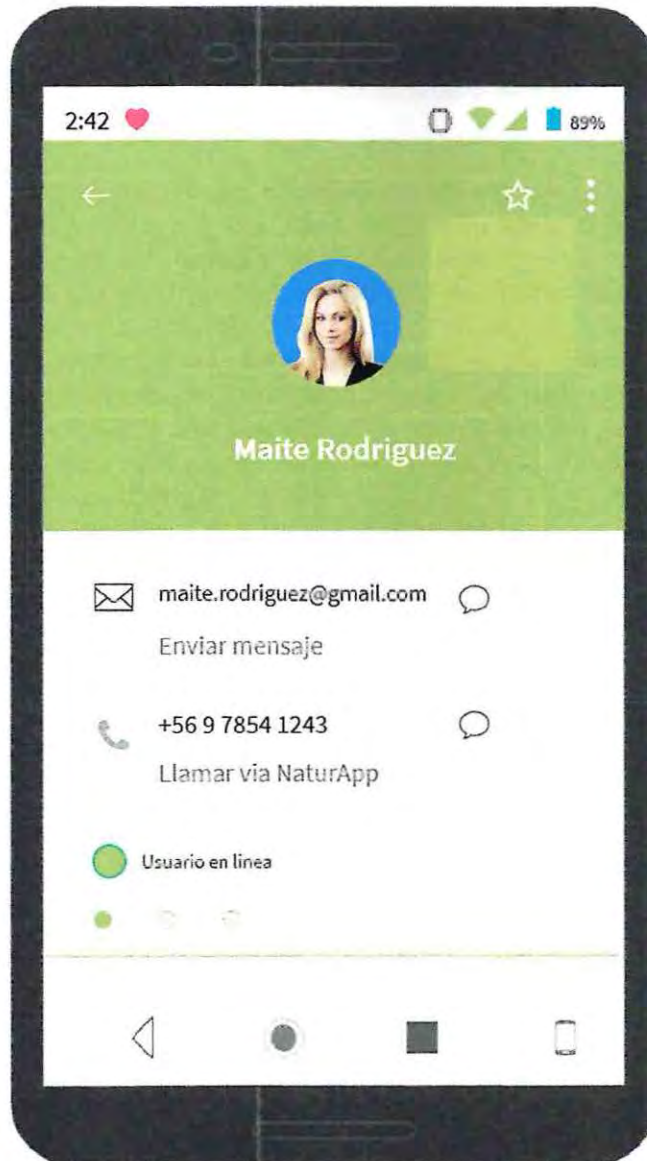 2:42
89%
Maite Rodriguez
maite.rodriguez@gmail.com
Enviar mensaje
+56 9 7854 1243
Llamar via NaturApp
Usuario en linea